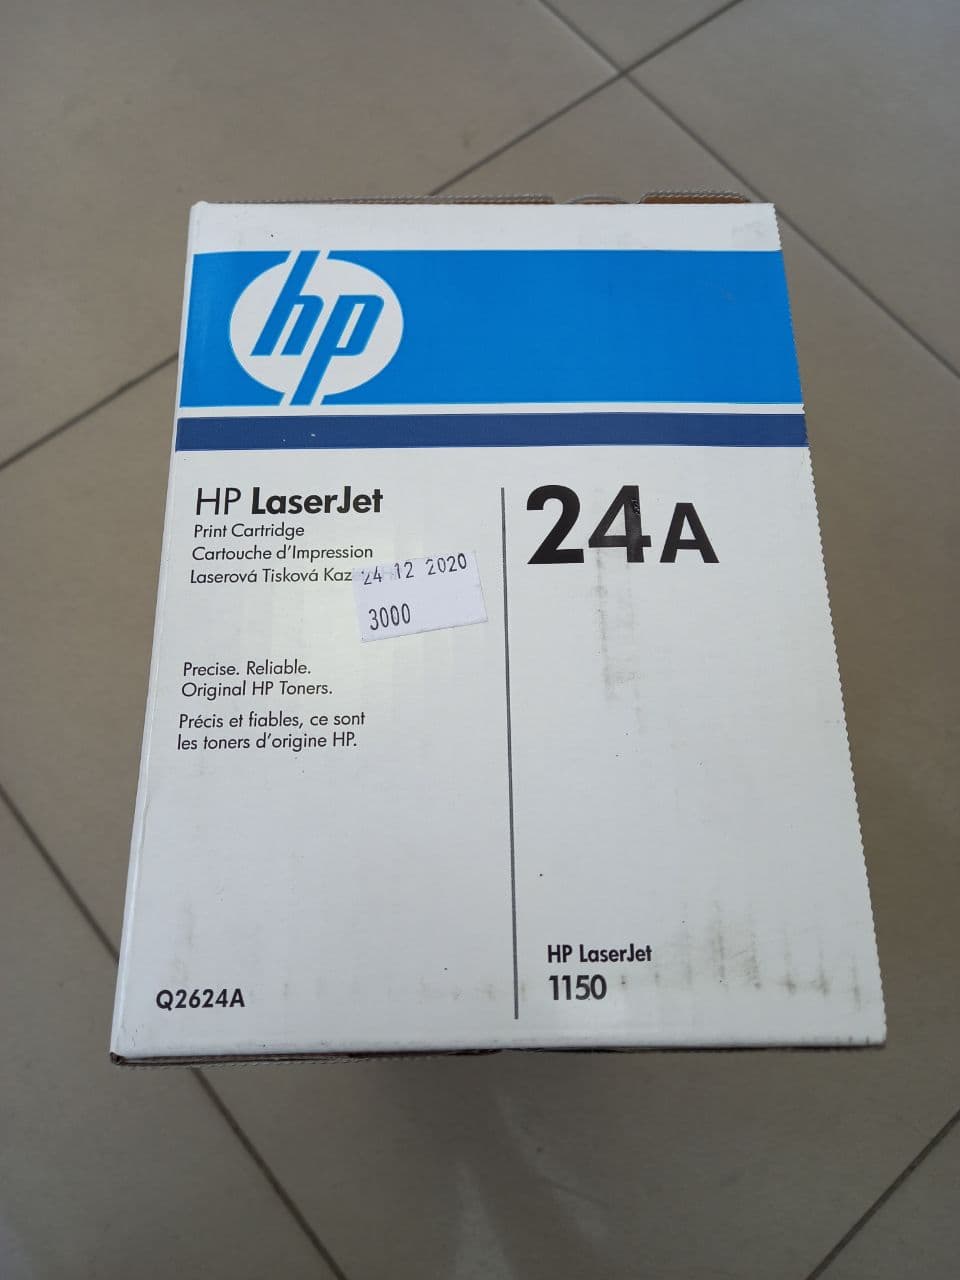 hp
HP LaserJet
Print Cartridge
Cartouche d'Impression
Laserová Tisková Kaz
24 12 2020
3000
Precise. Reliable.
Original HP Toners.
Précis et fiables, ce sont
les toners d'origine HP.
Q2624A
24A
HP LaserJet
1150